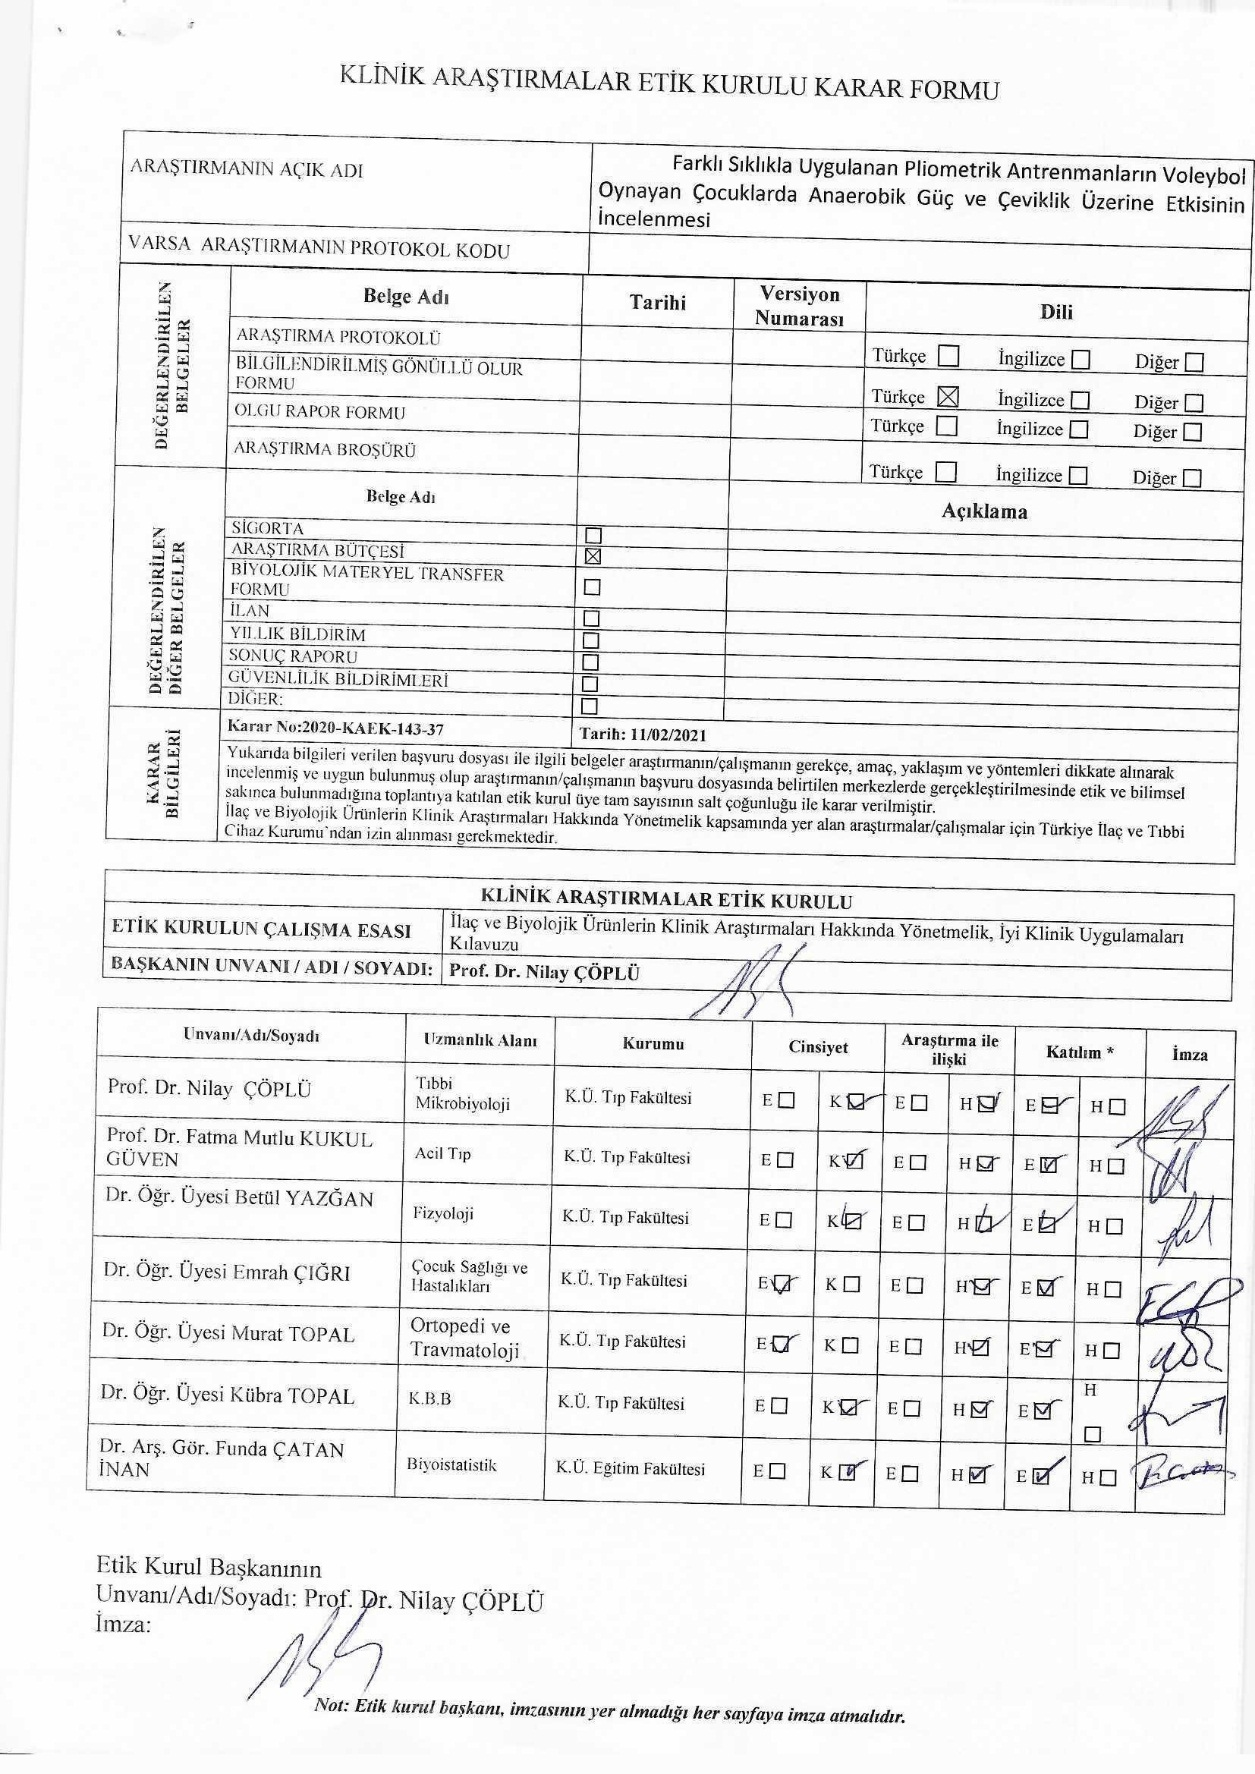 KLİNİK ARAŞTIRMALAR ETİK KURULU KARAR FORMU
ARAŞTIRMANIN AÇIK ADI
Farklı Sıklıkla Uygulanan Pliometrik Antrenmanların Voleybol
Oynayan Çocuklarda Anaerobik Güç ve Çeviklik Üzerine Etkisinin
İncelenmesi
VARSA ARAŞTIRMANIN PROTOKOL KODU
DEĞERLENDİRİLEN
BELGELER
Belge Adı
Tarihi
Versiyon
Numarası
Dili
ARAŞTIRMA PROTOKOLÜ
Türkçe ☐ İngilizce ☐ Diğer ☐
BİLGİLENDİRİLMİŞ GÖNÜLLÜ OLUR
FORMU
Türkçe ☒ İngilizce ☐ Diğer ☐
OLGU RAPOR FORMU
Türkçe ☐ İngilizce ☐ Diğer ☐
ARAŞTIRMA BROŞÜRÜ
Türkçe ☐ İngilizce ☐ Diğer ☐
DEĞERLENDİRİLEN
DİĞER BELGELER
Belge Adı
Açıklama
SİGORTA ☐
ARAŞTIRMA BÜTÇESİ ☒
BİYOLOJİK MATERYEL TRANSFER
FORMU ☐
İLAN ☐
YILLIK BİLDİRİM ☐
SONUÇ RAPORU ☐
GÜVENLİLİK BİLDİRİMLERİ ☐
DİĞER: ☐
KARAR
BİLGİLERİ
Karar No:2020-KAEK-143-37
Tarih: 11/02/2021
Yukarıda bilgileri verilen başvuru dosyası ile ilgili belgeler araştırmanın/çalışmanın gerekçe, amaç, yaklaşım ve yöntemleri dikkate alınarak
incelenmiş ve uygun bulunmuş olup araştırmanın/çalışmanın başvuru dosyasında belirtilen merkezlerde gerçekleştirilmesinde etik ve bilimsel
sakınca bulunmadığına toplantıya katılan etik kurul üye tam sayısının salt çoğunluğu ile karar verilmiştir.
İlaç ve Biyolojik Ürünlerin Klinik Araştırmaları Hakkında Yönetmelik kapsamında yer alan araştırmalar/çalışmalar için Türkiye İlaç ve Tıbbi
Cihaz Kurumu`ndan izin alınması gerekmektedir.
KLİNİK ARAŞTIRMALAR ETİK KURULU
ETİK KURULUN ÇALIŞMA ESASI
İlaç ve Biyolojik Ürünlerin Klinik Araştırmaları Hakkında Yönetmelik, İyi Klinik Uygulamaları
Kılavuzu
BAŞKANIN UNVANI / ADI / SOYADI: Prof. Dr. Nilay ÇÖPLÜ
Unvanı/Adı/Soyadı
Uzmanlık Alanı
Kurumu
Cinsiyet
Araştırma ile
ilişki
Katılım *
İmza
Prof. Dr. Nilay ÇÖPLÜ
Tıbbi
Mikrobiyoloji
K.Ü. Tıp Fakültesi
E ☐ K ☑ E ☐ H ☑ E ☑ H ☐
Prof. Dr. Fatma Mutlu KUKUL
GÜVEN
Acil Tıp
K.Ü. Tıp Fakültesi
E ☐ K ☑ E ☐ H ☑ E ☑ H ☐
Dr. Öğr. Üyesi Betül YAZĞAN
Fizyoloji
K.Ü. Tıp Fakültesi
E ☐ K ☑ E ☐ H ☑ E ☑ H ☐
Dr. Öğr. Üyesi Emrah ÇIĞRI
Çocuk Sağlığı ve
Hastalıkları
K.Ü. Tıp Fakültesi
E ☑ K ☐ E ☐ H ☑ E ☑ H ☐
Dr. Öğr. Üyesi Murat TOPAL
Ortopedi ve
Travmatoloji
K.Ü. Tıp Fakültesi
E ☑ K ☐ E ☐ H ☑ E ☑ H ☐
Dr. Öğr. Üyesi Kübra TOPAL
K.B.B
K.Ü. Tıp Fakültesi
E ☐ K ☑ E ☐ H ☑ E ☑ H ☐
Dr. Arş. Gör. Funda ÇATAN
İNAN
Biyoistatistik
K.Ü. Eğitim Fakültesi
E ☐ K ☑ E ☐ H ☑ E ☑ H ☐
Etik Kurul Başkanının
Unvanı/Adı/Soyadı: Prof. Dr. Nilay ÇÖPLÜ
İmza:
Not: Etik kurul başkanı, imzasının yer almadığı her sayfaya imza atmalıdır.